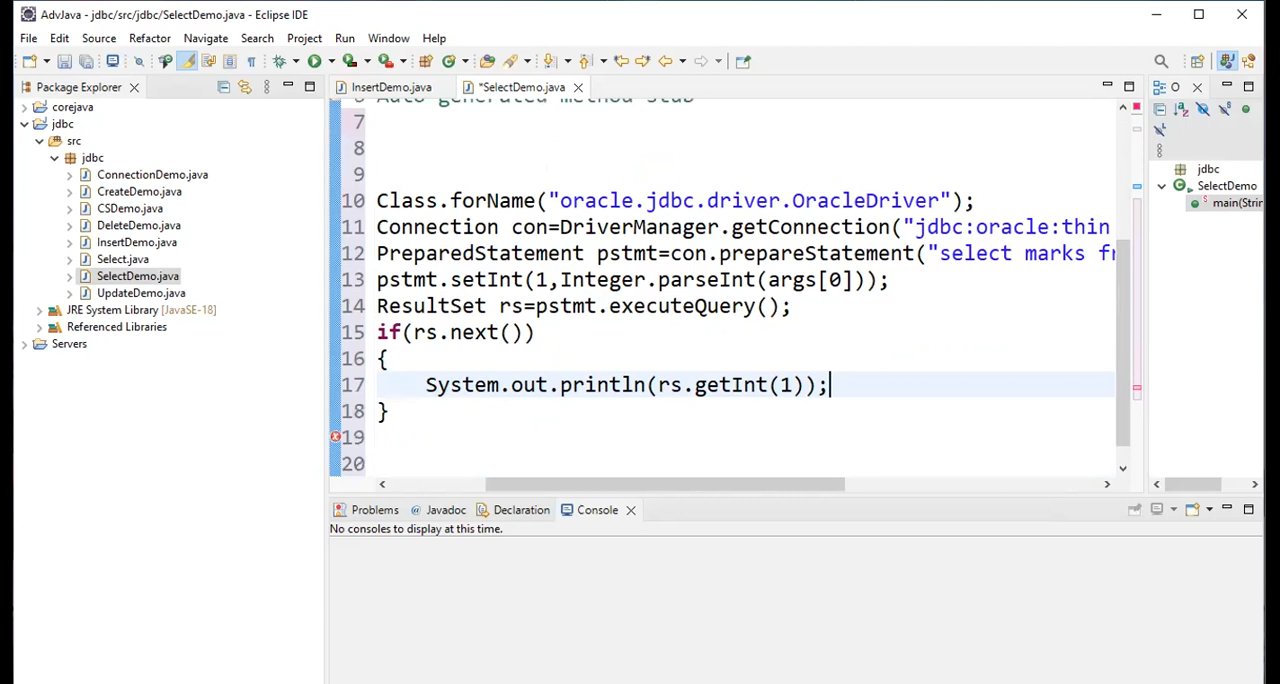 AdvJava - jdbc/src/jdbc/SelectDemo.java - Eclipse IDE
File Edit Source Refactor Navigate Search Project Run Window Help
Package Explorer
InsertDemo.java
*SelectDemo.java
corejava
jdbc
src
jdbc
ConnectionDemo.java
CreateDemo.java
CSDemo.java
DeleteDemo.java
InsertDemo.java
Select.java
SelectDemo.java
UpdateDemo.java
JRE System Library [JavaSE-18]
Referenced Libraries
Servers
Auto-generated method stub
7
8
9
10 Class.forName("oracle.jdbc.driver.OracleDriver");
11 Connection con=DriverManager.getConnection("jdbc:oracle:thin
12 PreparedStatement pstmt=con.prepareStatement("select marks fr
13 pstmt.setInt(1,Integer.parseInt(args[0]));
14 ResultSet rs=pstmt.executeQuery();
15 if(rs.next())
16 {
17 System.out.println(rs.getInt(1));
18 }
19
20
O
jdbc
SelectDemo
main(Strin
Problems @ Javadoc Declaration Console
No consoles to display at this time.